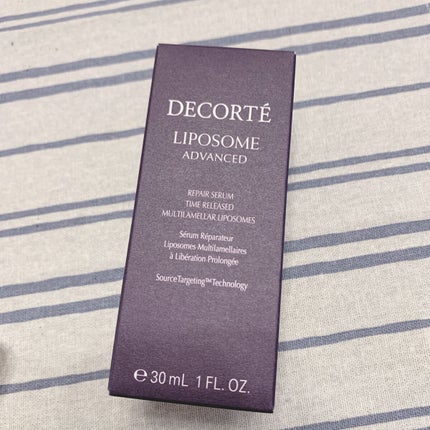 DECORTÉ
LIPOSOME
ADVANCED
REPAIR SERUM
TIME RELEASED
MULTILAMELLAR LIPOSOMES
Sérum Réparateur
Liposomes Multilamellaires
à Libération Prolongée
SourceTargeting™Technology
℮ 30 mL 1 FL. OZ.